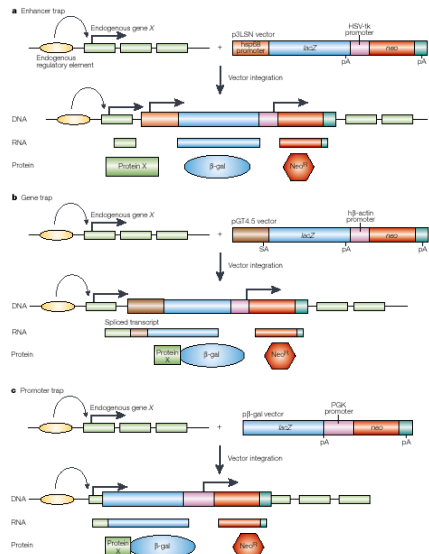 a Enhancer trap
Endogenous gene X
Endogenous
regulatory element
+
p3LSN vector
HSV-tk
promoter
hsp68
promoter
lacZ
neo
pA
pA
Vector integration
DNA
RNA
Protein
Protein X
β-gal
NeoR
b Gene trap
Endogenous gene X
+
pGT4.5 vector
hβ-actin
promoter
lacZ
neo
SA
pA
pA
Vector integration
DNA
Spliced transcript
RNA
Protein
Protein
X
β-gal
NeoR
c Promoter trap
Endogenous gene X
+
pβ-gal vector
PGK
promoter
lacZ
neo
pA
pA
Vector integration
DNA
RNA
Protein
Protein
X
β-gal
NeoR